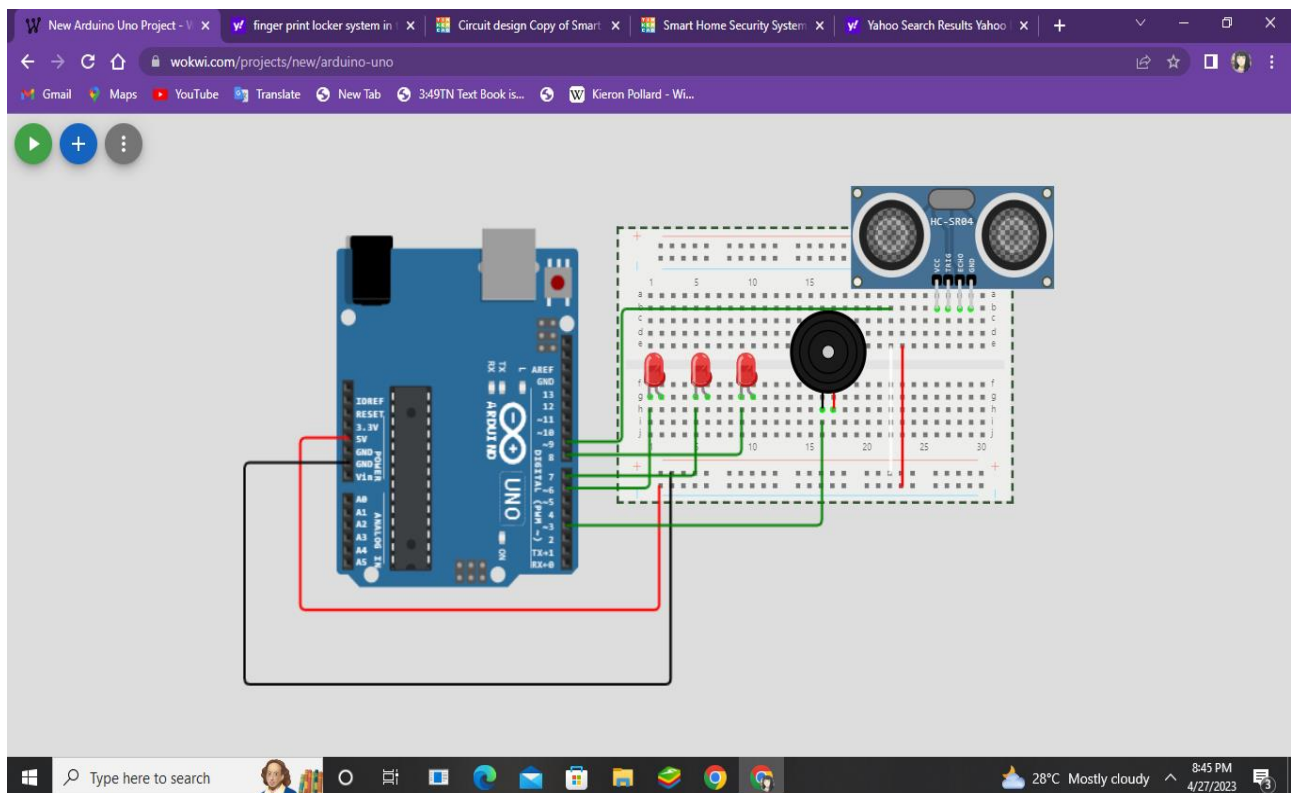 New Arduino Uno Project - W
finger print locker system in
Circuit design Copy of Smart
Smart Home Security System
Yahoo Search Results Yahoo
wokwi.com/projects/new/arduino-uno
Gmail
Maps
YouTube
Translate
New Tab
3:49TN Text Book is...
Kieron Pollard - Wi...
HC-SR04
VCC
TRIG
ECHO
GND
1 5 10 15
a a
b b
c c
d d
e e
f f
g g
h h
i i
j j
10 15 20 25 30
RX TX L
AREF
GND
13
12
~11
~10
~9
8
7
~6
~5
4
~3
2
TX→1
RX←0
DIGITAL (PWM ~)
ARDUINO
UNO
ON
IOREF
RESET
3.3V
5V
GND
GND
Vin
POWER
A0
A1
A2
A3
A4
A5
ANALOG IN
Type here to search
28°C Mostly cloudy
8:45 PM
4/27/2023
3